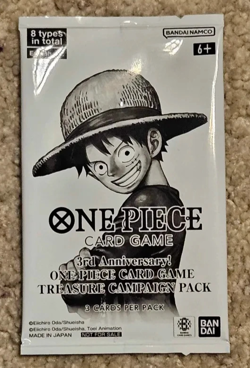 8 types
in total
BANDAI NAMCO
6+
ONE PIECE
CARD GAME
3rd Anniversary!
ONE PIECE CARD GAME
TREASURE CAMPAIGN PACK
3 CARDS PER PACK
©Eiichiro Oda/Shueisha
©Eiichiro Oda/Shueisha, Toei Animation
MADE IN JAPAN NOT FOR SALE
BAN
DAI